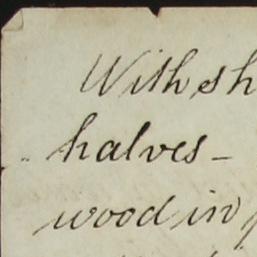 With sh
halves -
wood in